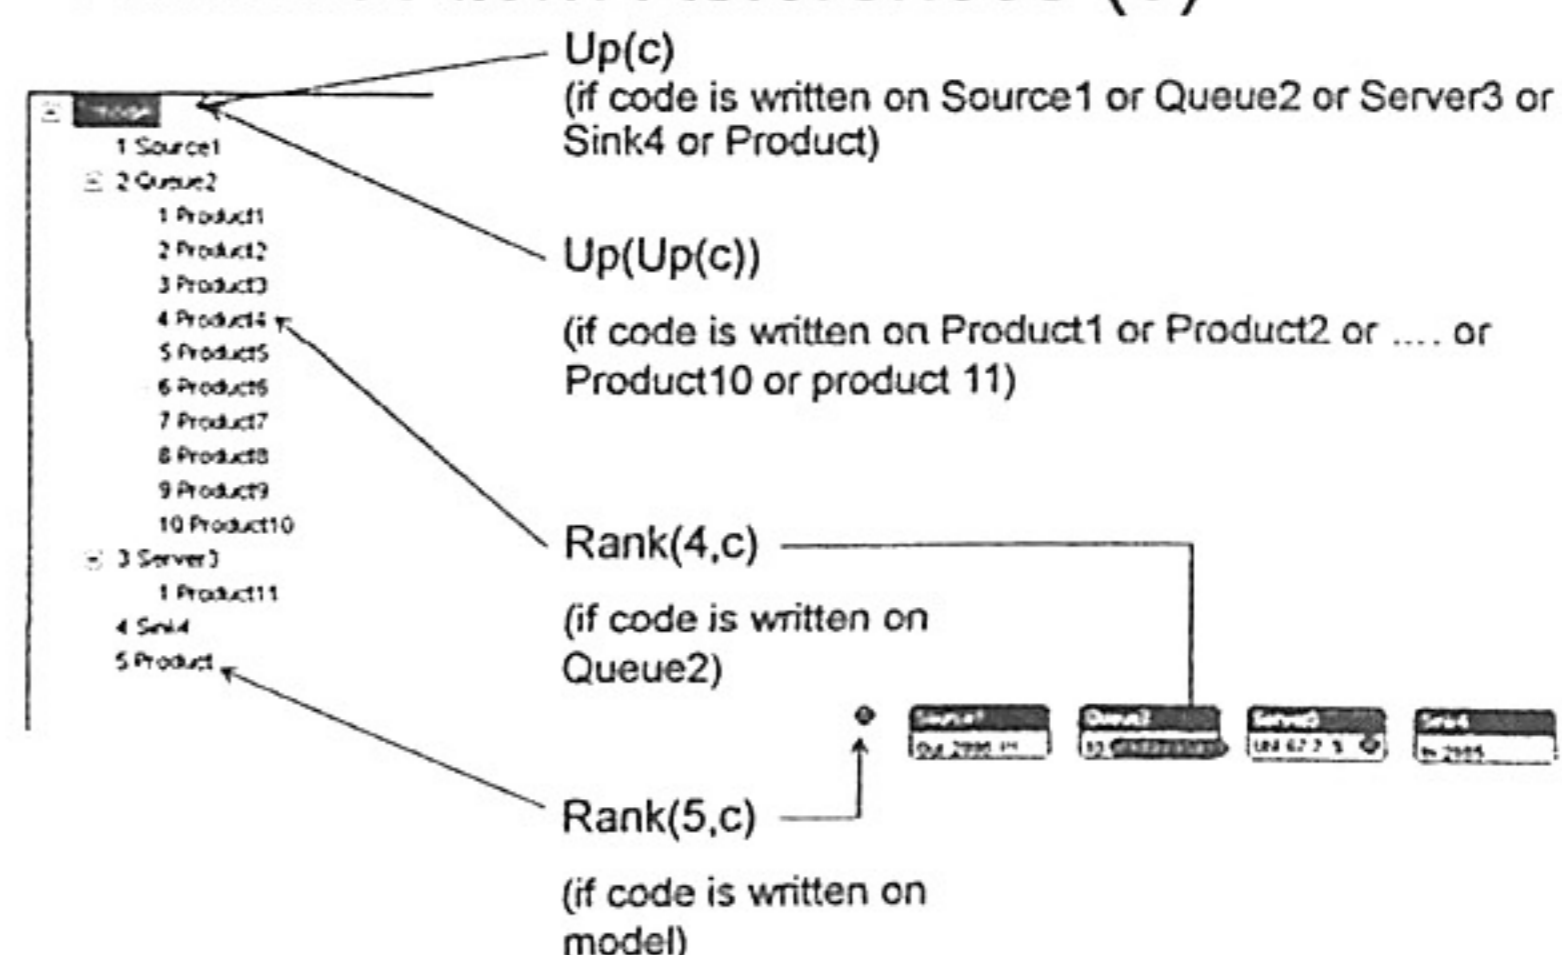 Up(c)
(if code is written on Source1 or Queue2 or Server3 or
Sink4 or Product)
1 Source1
2 Queue2
1 Product1
2 Product2
3 Product3
4 Product4
5 Product5
6 Product6
7 Product7
8 Product8
9 Product9
10 Product10
3 Server3
1 Product11
4 Sink4
5 Product
Up(Up(c))
(if code is written on Product1 or Product2 or .... or
Product10 or product 11)
Rank(4,c)
(if code is written on
Queue2)
Source1
Queue2
Server3
Sink4
Rank(5,c)
(if code is written on
model)